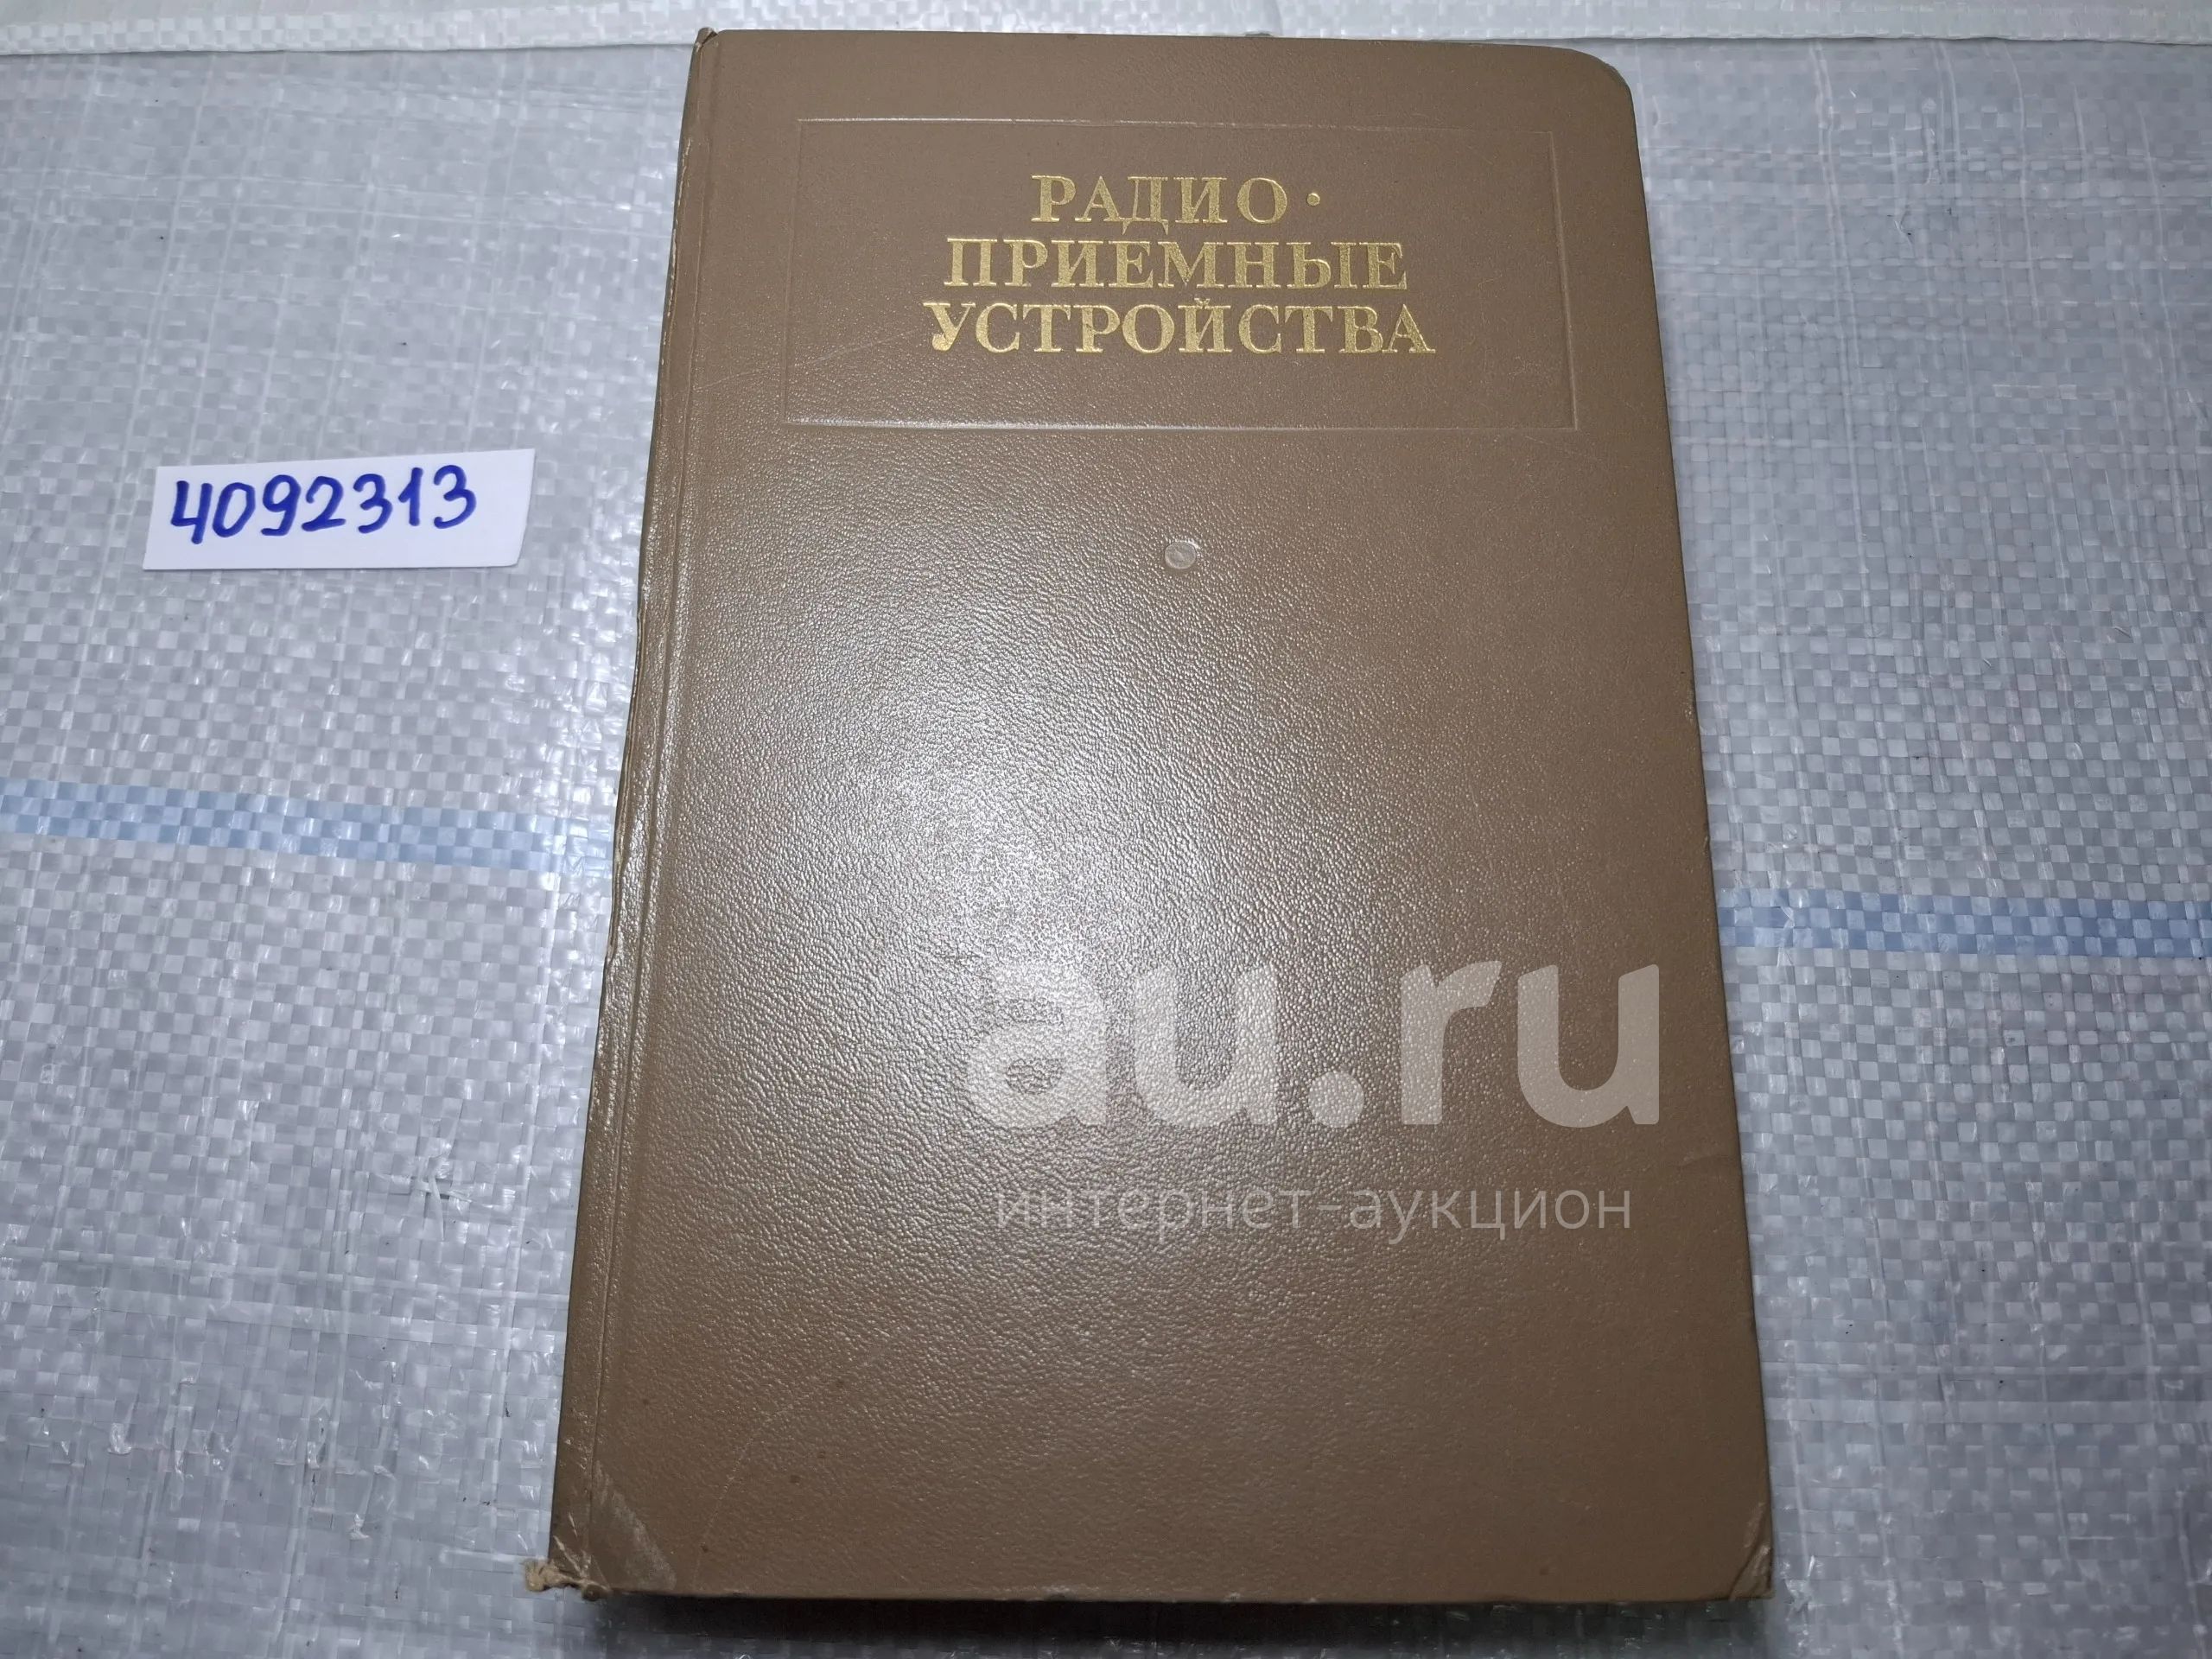 РАДИО·
ПРИЕМНЫЕ
УСТРОЙСТВА
4092313
au.ru
интернет-аукцион